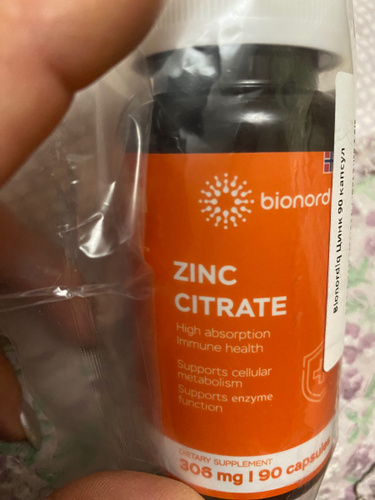 bionord
ZINC
CITRATE
High absorption
Immune health
Supports cellular
metabolism
Supports enzyme
function
DIETARY SUPPLEMENT
306 mg | 90 capsules
Bionordiq Цинк 90 капсул